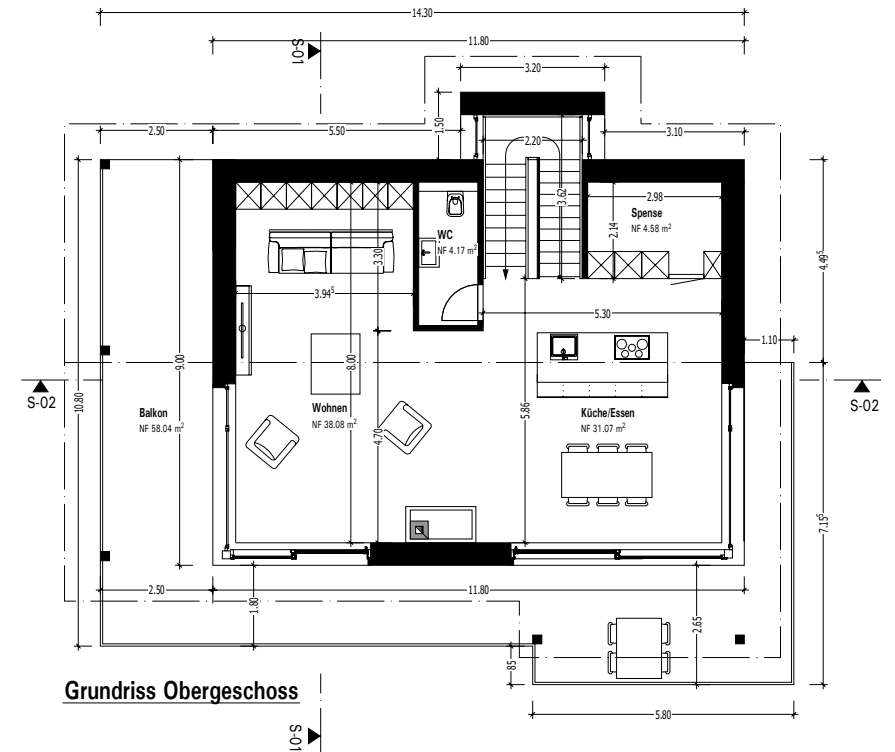 14.30
11.80
S-01
3.20
2.50
5.50
1.50
2.20
3.10
3.62
2.98
Spense
NF 4.58 m²
2.14
WC
NF 4.17 m²
3.30
4.49⁵
3.94⁵
5.30
1.10
9.00
8.00
10.80
S-02
S-02
Balkon
NF 58.04 m²
Wohnen
NF 38.08 m²
4.70
5.86
Küche/Essen
NF 31.07 m²
7.15⁵
2.50
11.80
1.80
2.65
85
Grundriss Obergeschoss
5.80
S-01